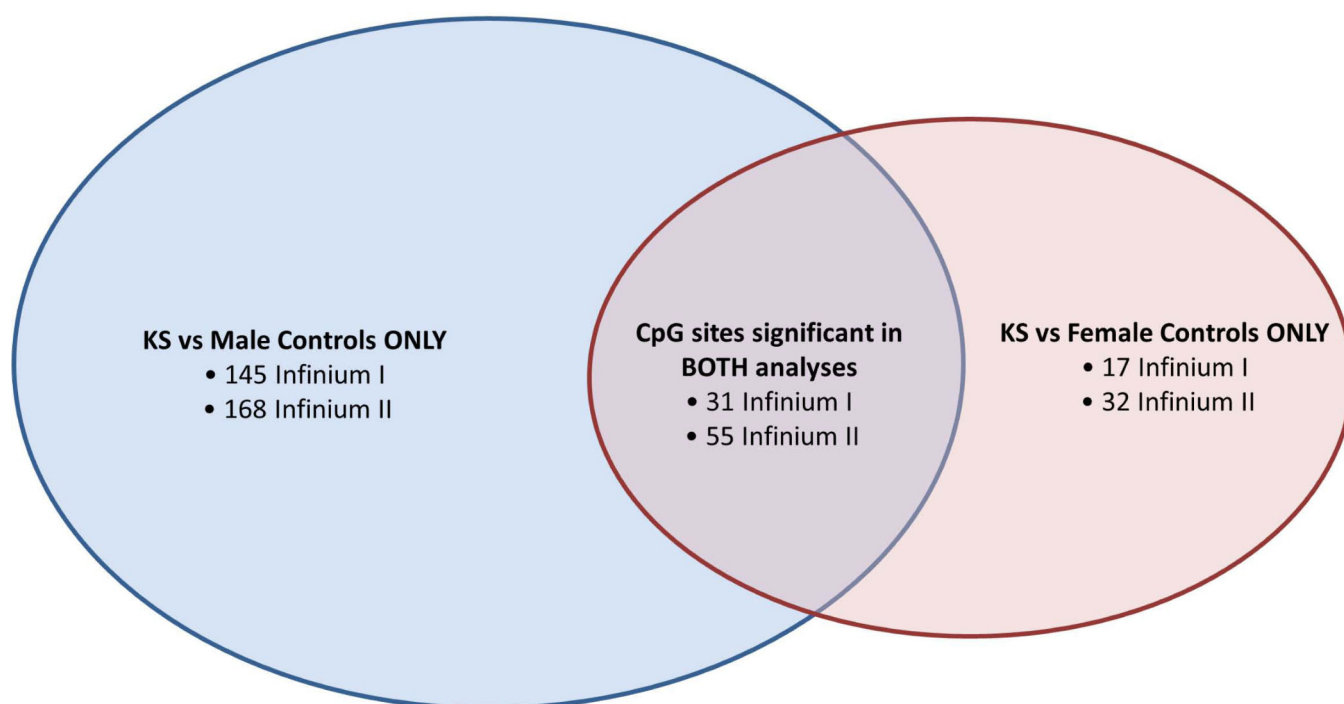 KS vs Male Controls ONLY
• 145 Infinium I
• 168 Infinium II
CpG sites significant in
BOTH analyses
• 31 Infinium I
• 55 Infinium II
KS vs Female Controls ONLY
• 17 Infinium I
• 32 Infinium II